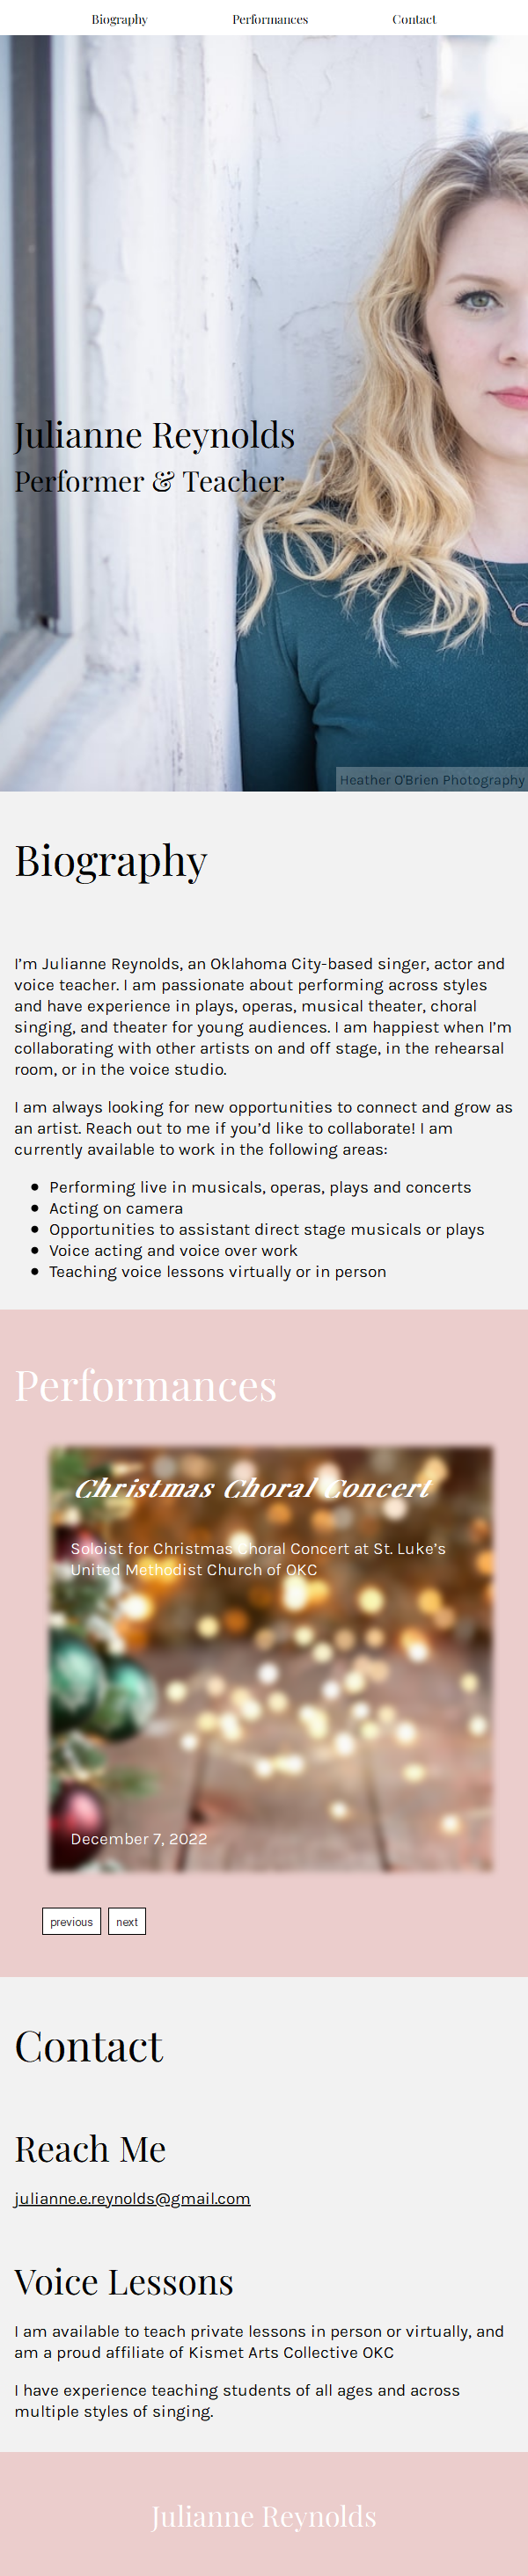 Biography Performances Contact
Julianne Reynolds
Performer & Teacher
Heather O'Brien Photography
Biography
I’m Julianne Reynolds, an Oklahoma City-based singer, actor and
voice teacher. I am passionate about performing across styles
and have experience in plays, operas, musical theater, choral
singing, and theater for young audiences. I am happiest when I’m
collaborating with other artists on and off stage, in the rehearsal
room, or in the voice studio.
I am always looking for new opportunities to connect and grow as
an artist. Reach out to me if you’d like to collaborate! I am
currently available to work in the following areas:
• Performing live in musicals, operas, plays and concerts
• Acting on camera
• Opportunities to assistant direct stage musicals or plays
• Voice acting and voice over work
• Teaching voice lessons virtually or in person
Performances
Christmas Choral Concert
Soloist for Christmas Choral Concert at St. Luke’s
United Methodist Church of OKC
December 7, 2022
previous next
Contact
Reach Me
julianne.e.reynolds@gmail.com
Voice Lessons
I am available to teach private lessons in person or virtually, and
am a proud affiliate of Kismet Arts Collective OKC
I have experience teaching students of all ages and across
multiple styles of singing.
Julianne Reynolds